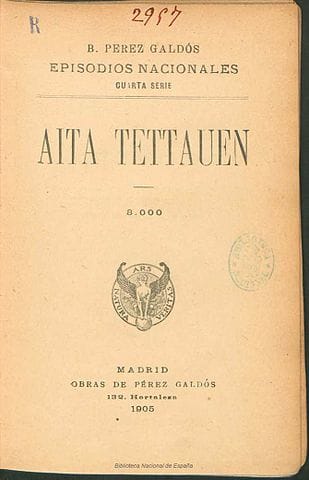 2957
R
B. PEREZ GALDÓS
EPISODIOS NACIONALES
CUARTA SERIE
AITA TETTAUEN
8.000
ARS
NATURA
VERITAS
MADRID
OBRAS DE PÉREZ GALDÓS
132, Hortaleza
1905
Biblioteca Nacional de España